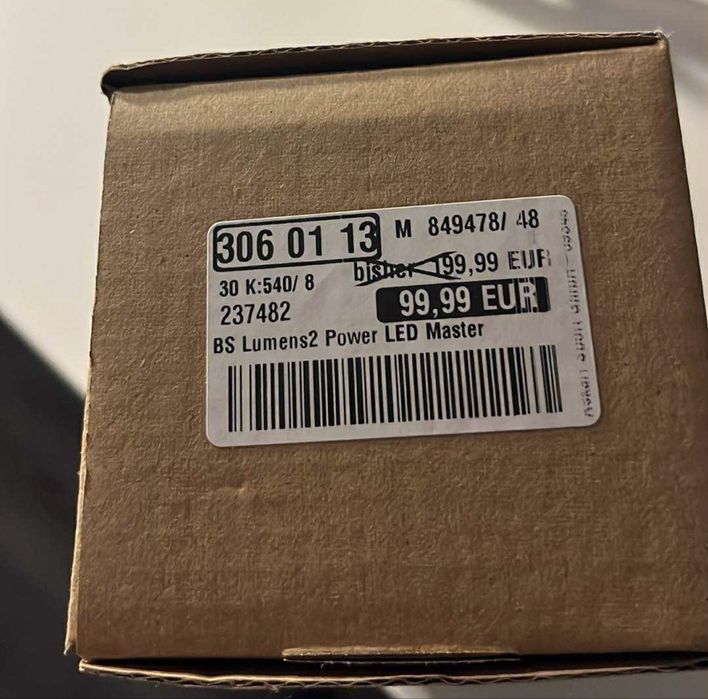 306 01 13 M 849478/ 48
bisher 199,99 EUR
30 K:540/ 8
99,99 EUR
237482
BS Lumens2 Power LED Master